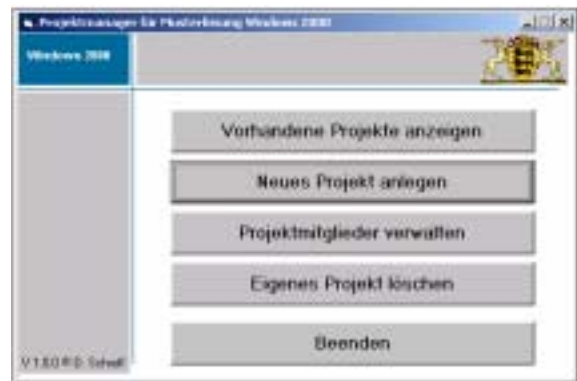 Projektmanager für Musterlösung Windows 2000
Windows 2000
Vorhandene Projekte anzeigen
Neues Projekt anlegen
Projektmitglieder verwalten
Eigenes Projekt löschen
Beenden